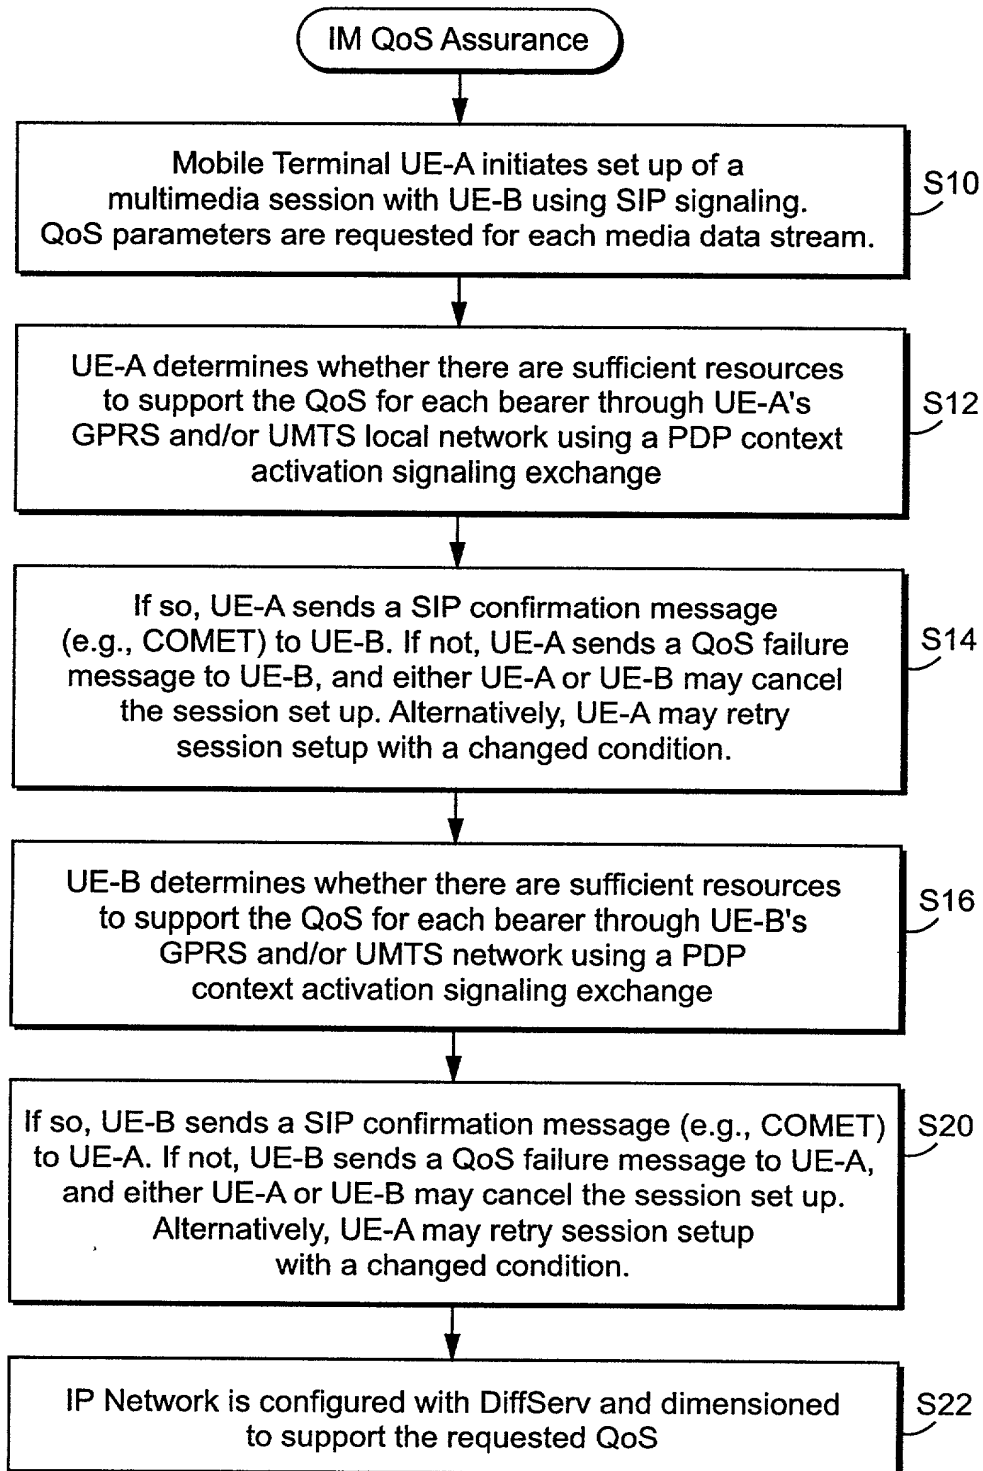 IM QoS Assurance
Mobile Terminal UE-A initiates set up of a
multimedia session with UE-B using SIP signaling.
QoS parameters are requested for each media data stream.
S10
UE-A determines whether there are sufficient resources
to support the QoS for each bearer through UE-A's
GPRS and/or UMTS local network using a PDP context
activation signaling exchange
S12
If so, UE-A sends a SIP confirmation message
(e.g., COMET) to UE-B. If not, UE-A sends a QoS failure
message to UE-B, and either UE-A or UE-B may cancel
the session set up. Alternatively, UE-A may retry
session setup with a changed condition.
S14
UE-B determines whether there are sufficient resources
to support the QoS for each bearer through UE-B's
GPRS and/or UMTS network using a PDP
context activation signaling exchange
S16
If so, UE-B sends a SIP confirmation message (e.g., COMET)
to UE-A. If not, UE-B sends a QoS failure message to UE-A,
and either UE-A or UE-B may cancel the session set up.
Alternatively, UE-A may retry session setup
with a changed condition.
S20
IP Network is configured with DiffServ and dimensioned
to support the requested QoS
S22